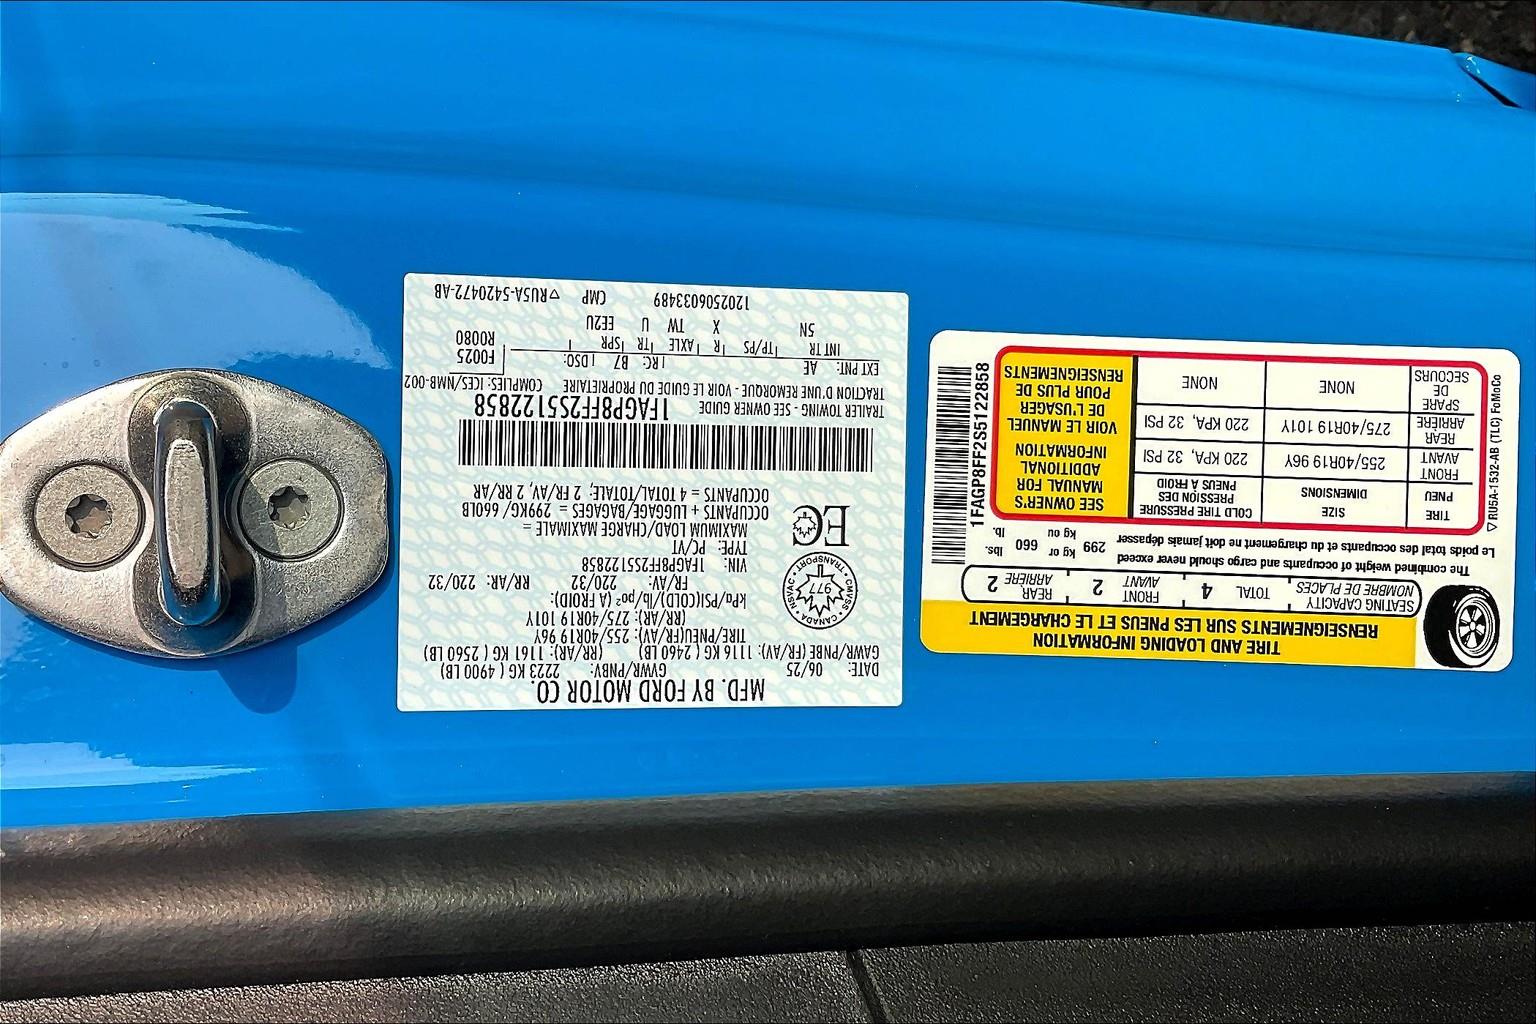 MFD. BY FORD MOTOR CO.
DATE: 06/25 GVWR/PNBV: 2223 KG ( 4900 LB)
GAWR/PNBE (FR/AV): 1116 KG ( 2460 LB) (RR/AR): 1161 KG ( 2560 LB)
TIRE/PNEU(FR/AV): 255/40R19 96Y
(RR/AR): 275/40R19 101Y
kPa/PSI(COLD)/lb/po² (A FROID):
FR/AV: 220/32 RR/AR: 220/32
VIN: 1FAGP8FF2S5122858
TYPE: PC/VT
MAXIMUM LOAD/CHARGE MAXIMALE =
OCCUPANTS + LUGGAGE/BAGAGES = 299KG/ 660LB
OCCUPANTS = 4 TOTAL/TOTALE; 2 FR/AV, 2 RR/AR
CANADA • CMVSS • TRANSPORT • NSVAC
977
EC
1FAGP8FF2S5122858
TRAILER TOWING - SEE OWNER GUIDE
TRACTION D'UNE REMORQUE - VOIR LE GUIDE DU PROPRIÉTAIRE
COMPLIES: ICES/NMB-002
EXT PNT: AE RC: B7 DSO: F0025
INT TR TP/PS R AXLE TR SPR R0080
5N X TW U EE2U
1202506033489 CMP ▽RU5A-5420472-AB
TIRE AND LOADING INFORMATION
RENSEIGNEMENTS SUR LES PNEUS ET LE CHARGEMENT
SEATING CAPACITY
NOMBRE DE PLACES
TOTAL 4
FRONT
AVANT 2
REAR
ARRIÈRE 2
The combined weight of occupants and cargo should never exceed
Le poids total des occupants et du chargement ne doit jamais dépasser
299 kg or kg ou 660 lbs. lb.
TIRE
PNEU
SIZE
DIMENSIONS
COLD TIRE PRESSURE
PRESSION DES
PNEUS À FROID
FRONT
AVANT
255/40R19 96Y
220 KPA, 32 PSI
REAR
ARRIÈRE
275/40R19 101Y
220 KPA, 32 PSI
SPARE
DE
SECOURS
NONE
NONE
SEE OWNER'S
MANUAL FOR
ADDITIONAL
INFORMATION
VOIR LE MANUEL
DE L'USAGER
POUR PLUS DE
RENSEIGNEMENTS
1FAGP8FF2S5122858
▽ RU5A-1532-AB (TLC) FoMoCo